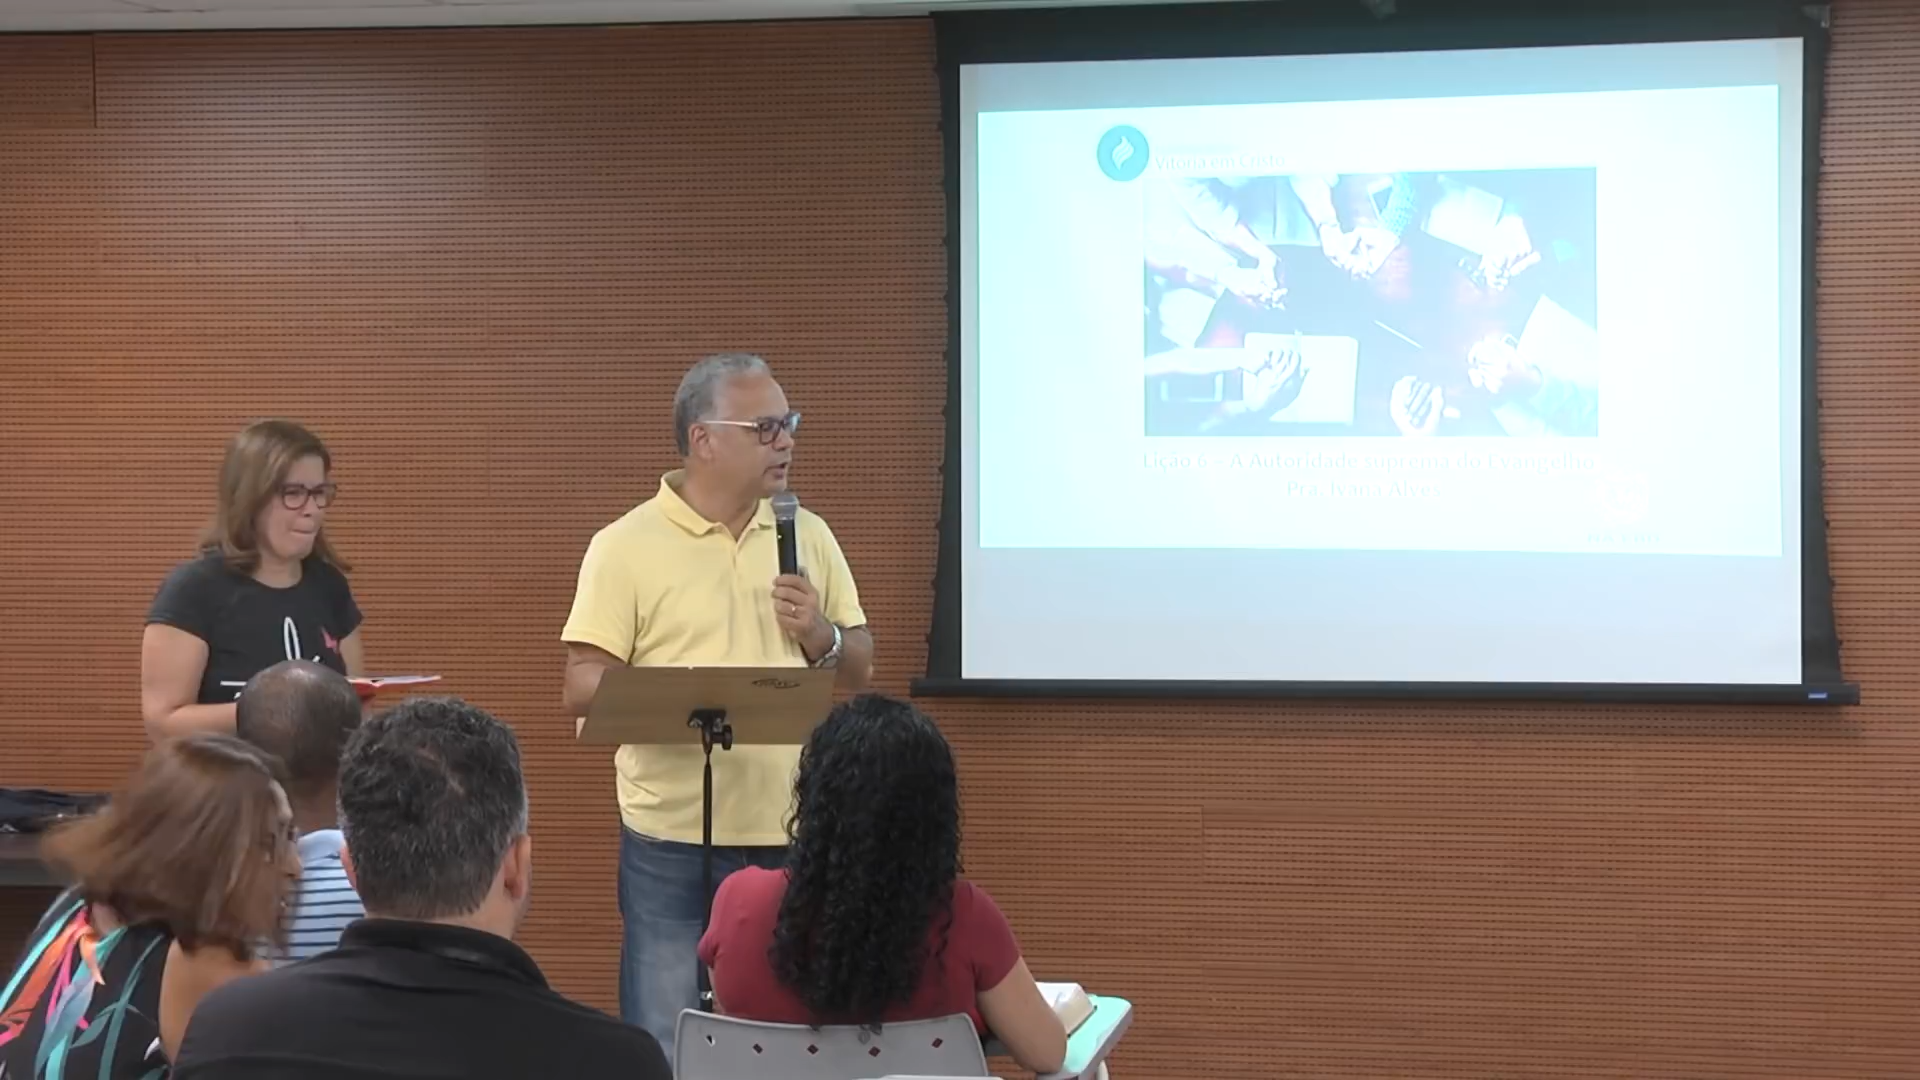 Vitória em Cristo
Lição 6 – A Autoridade suprema do Evangelho
Pra. Ivana Alves